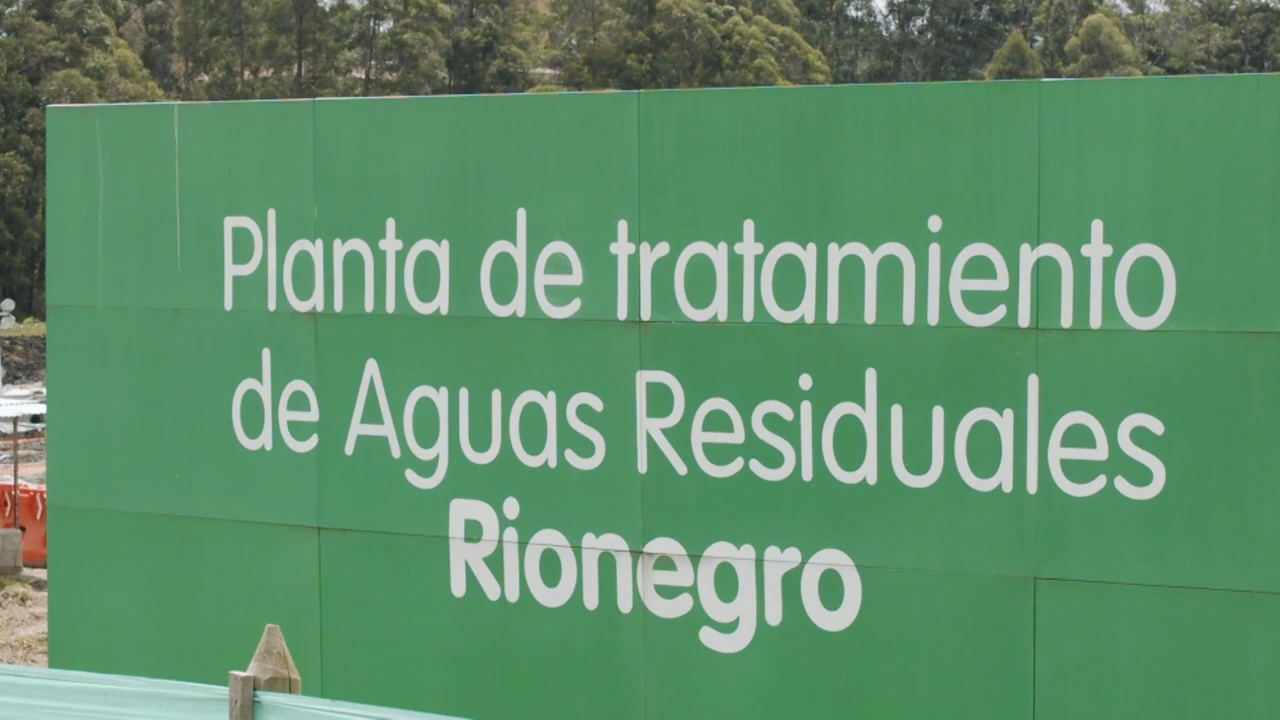 Planta de tratamiento
de Aguas Residuales
Rionegro